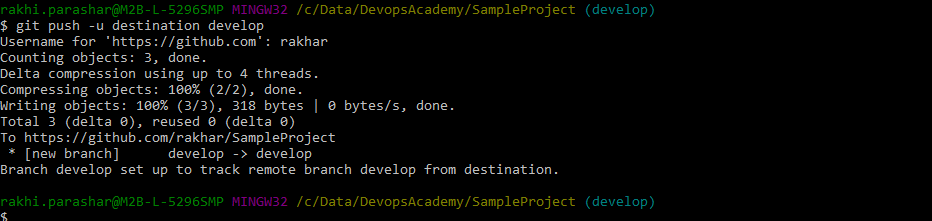 rakhi.parashar@M2B-L-5296SMP MINGW32 /c/Data/DevopsAcademy/SampleProject (develop)
$ git push -u destination develop
Username for 'https://github.com': rakhar
Counting objects: 3, done.
Delta compression using up to 4 threads.
Compressing objects: 100% (2/2), done.
Writing objects: 100% (3/3), 318 bytes | 0 bytes/s, done.
Total 3 (delta 0), reused 0 (delta 0)
To https://github.com/rakhar/SampleProject
 * [new branch]      develop -> develop
Branch develop set up to track remote branch develop from destination.
rakhi.parashar@M2B-L-5296SMP MINGW32 /c/Data/DevopsAcademy/SampleProject (develop)
$